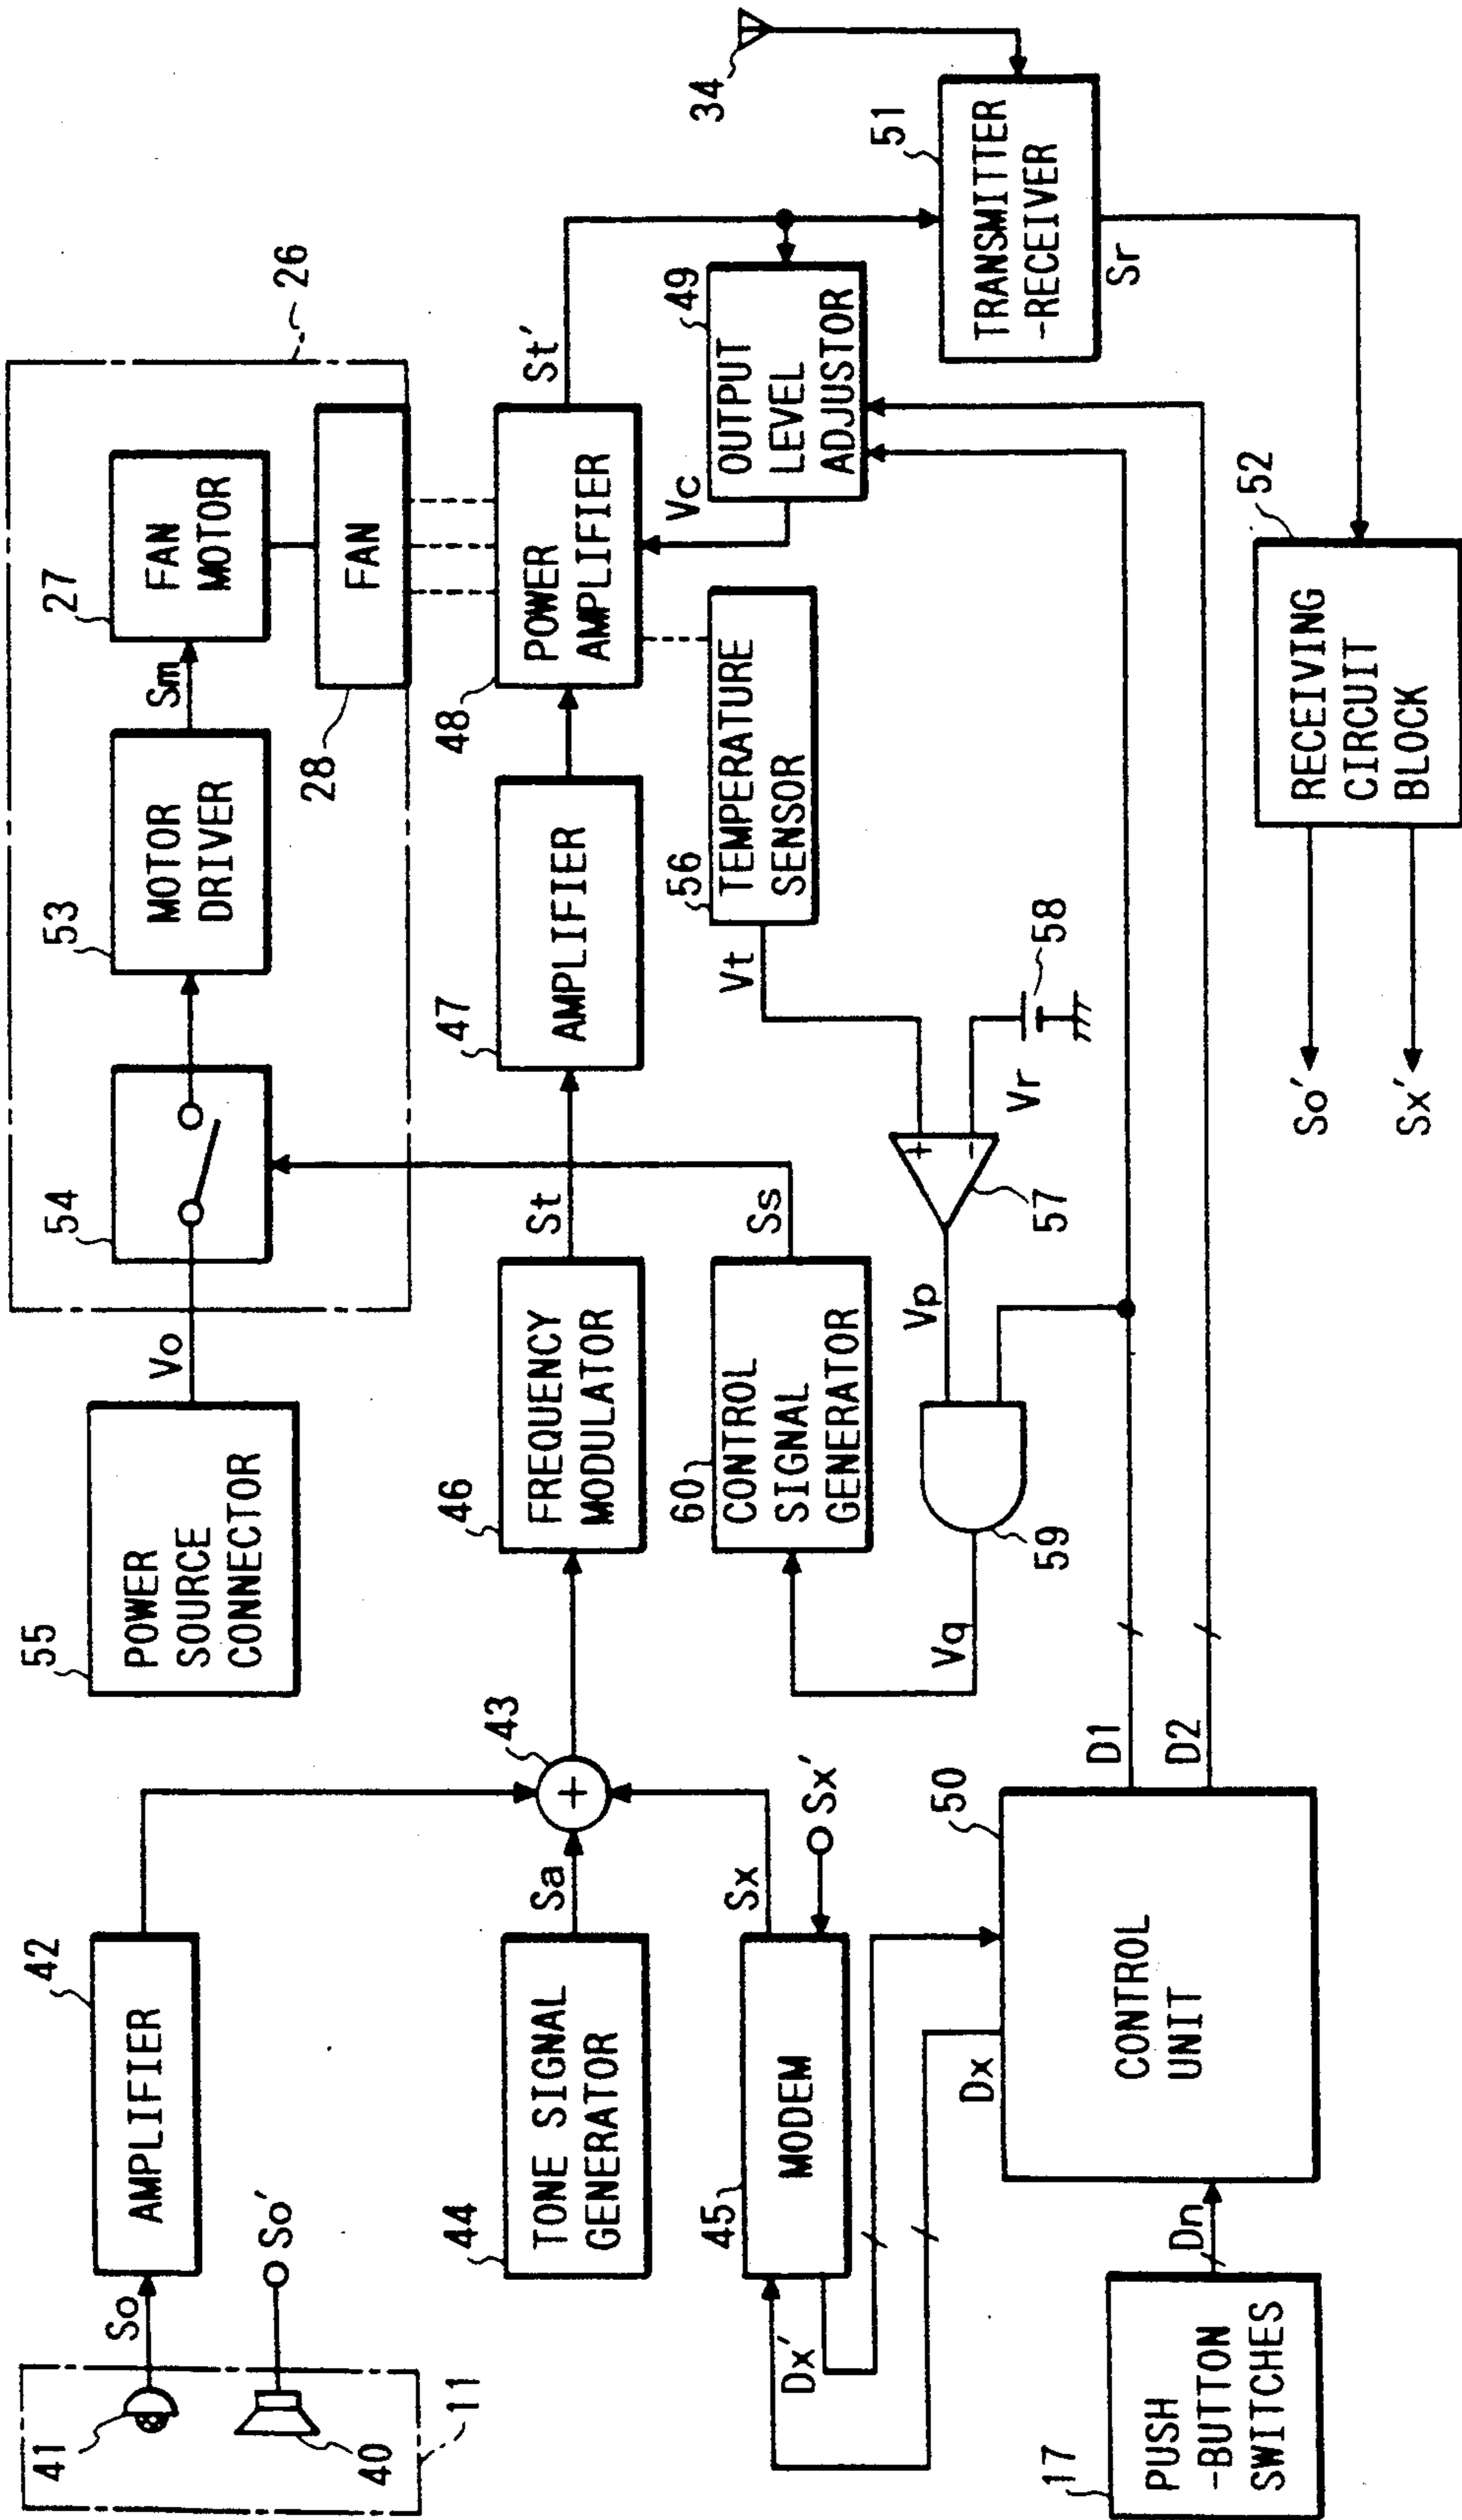 55
POWER
SOURCE
CONNECTOR
Vo
54
53
MOTOR
DRIVER
Sm
27
FAN
MOTOR
28
FAN
26
41
40
11
So
So′
42
AMPLIFIER
44
TONE SIGNAL
GENERATOR
Sa
43
+
46
FREQUENCY
MODULATOR
St
47
AMPLIFIER
48
POWER
AMPLIFIER
St′
Vc
49
OUTPUT
LEVEL
ADJUSTOR
34
51
TRANSMITTER
-RECEIVER
Sr
45
MODEM
Sx
Sx′
Dx′
Dx
60
CONTROL
SIGNAL
GENERATOR
Ss
56
TEMPERATURE
SENSOR
Vt
Vr
58
+
-
57
Vp
59
Vq
17
PUSH
-BUTTON
SWITCHES
Dn
50
CONTROL
UNIT
D1
D2
52
RECEIVING
CIRCUIT
BLOCK
So′
Sx′